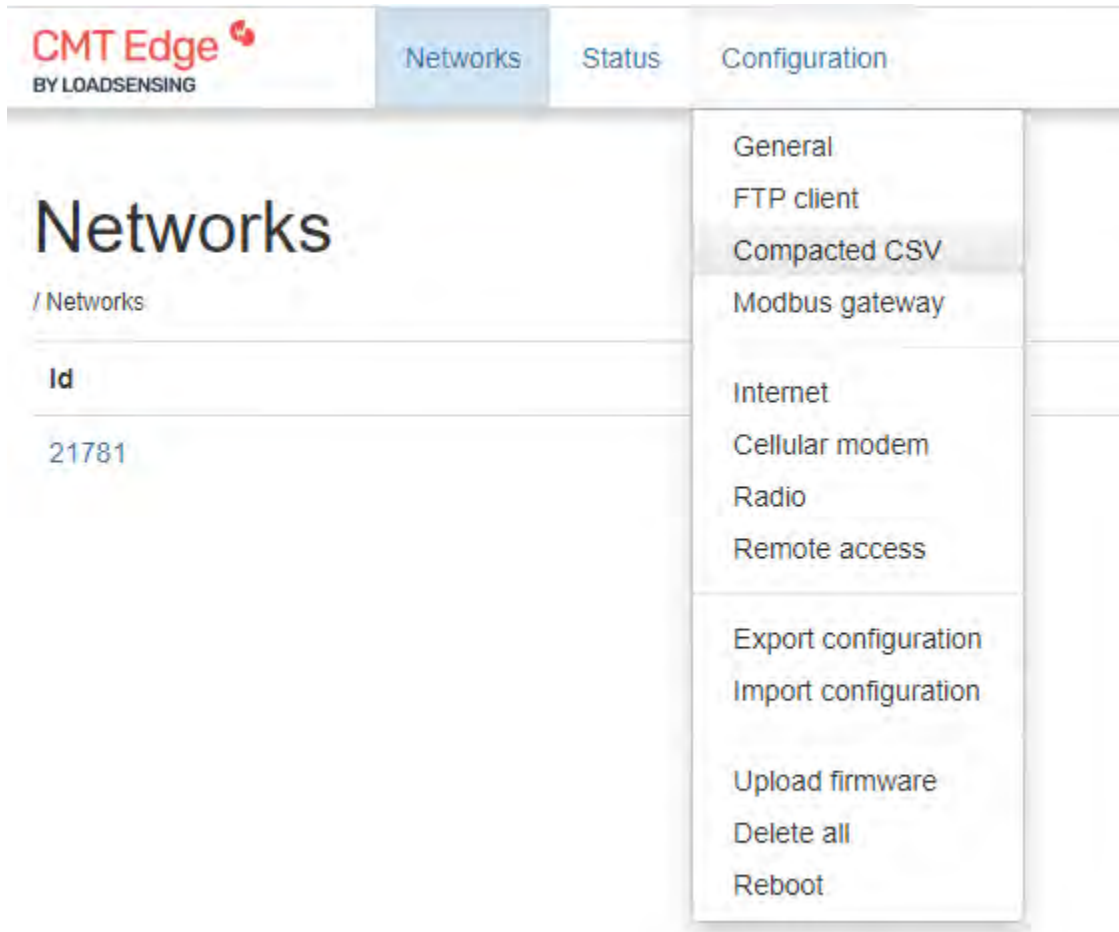 CMT Edge
BY LOADSENSING
Networks
Status
Configuration
General
FTP client
Compacted CSV
Modbus gateway
Internet
Cellular modem
Radio
Remote access
Export configuration
Import configuration
Upload firmware
Delete all
Reboot
Networks
/ Networks
Id
21781